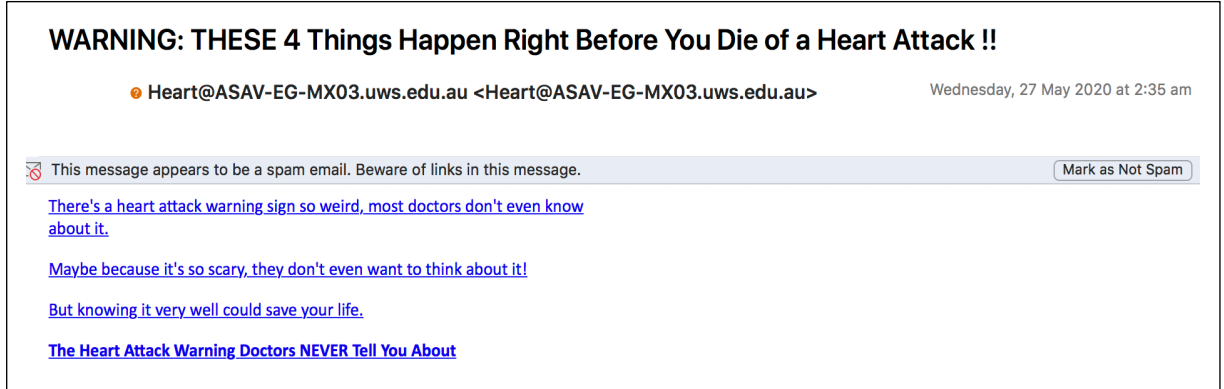 WARNING: THESE 4 Things Happen Right Before You Die of a Heart Attack !!
Heart@ASAV-EG-MX03.uws.edu.au <Heart@ASAV-EG-MX03.uws.edu.au>
Wednesday, 27 May 2020 at 2:35 am
This message appears to be a spam email. Beware of links in this message.
Mark as Not Spam
There's a heart attack warning sign so weird, most doctors don't even know
about it.
Maybe because it's so scary, they don't even want to think about it!
But knowing it very well could save your life.
The Heart Attack Warning Doctors NEVER Tell You About